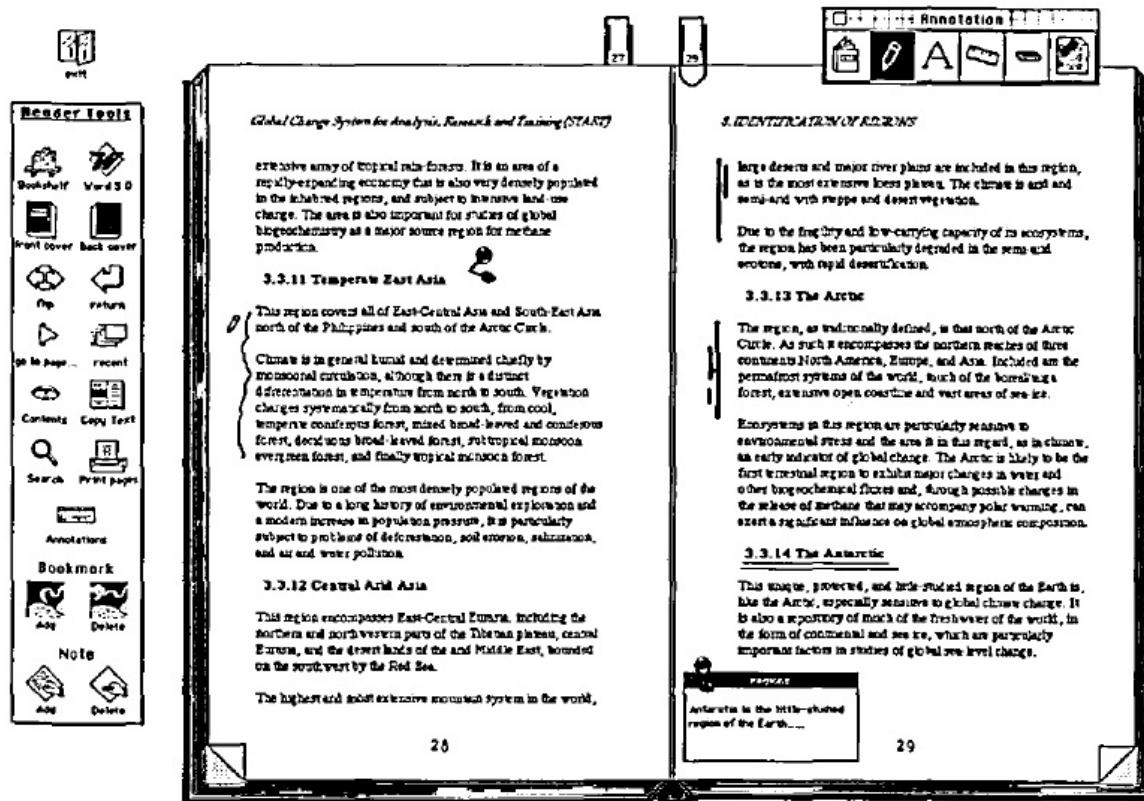 exit
Reader Tools
Bookshelf Word 3.0
Front cover Back cover
flip return
go to page... recent
Contents Copy Text
Search Print pages
Annotations
Bookmark
Add Delete
Note
Add Delete
27
29
Annotation
A
Global Change System for Analysis, Research and Training (START)
extensive array of tropical rain-forests. It is an area of a
rapidly-expanding economy that is also very densely populated
in the inhabited regions, and subject to intensive land-use
change. The area is also important for studies of global
biogeochemistry as a major source region for methane
production.
3.3.11 Temperate East Asia
This region covers all of East-Central Asia and South-East Asia
north of the Philippines and south of the Arctic Circle.
Climate is in general humid and determined chiefly by
monsoonal circulation, although there is a distinct
differentiation in temperature from north to south. Vegetation
changes systematically from north to south, from cool,
temperate coniferous forest, mixed broad-leaved and coniferous
forest, deciduous broad-leaved forest, subtropical monsoon
evergreen forest, and finally tropical monsoon forest.
The region is one of the most densely populated regions of the
world. Due to a long history of environmental exploration and
a modern increase in population pressure, it is particularly
subject to problems of deforestation, soil erosion, salinization,
and air and water pollution.
3.3.12 Central Arid Asia
This region encompasses East-Central Eurasia, including the
northern and north western parts of the Tibetan plateau, central
Eurasia, and the desert lands of the and Middle East, bounded
on the southwest by the Red Sea.
The highest and most extensive mountain system in the world,
28
3. IDENTIFICATION OF REGIONS
large deserts and major river plains are included in this region,
as is the most extensive loess plateau. The climate is arid and
semi-arid with steppe and desert vegetation.
Due to the fragility and low-carrying capacity of its ecosystems,
the region has been particularly degraded in the semi-arid
ecotone, with rapid desertification.
3.3.13 The Arctic
The region, as traditionally defined, is that north of the Arctic
Circle. As such it encompasses the northern reaches of three
continents North America, Europe, and Asia. Included are the
permafrost systems of the world, much of the boreal/taiga
forest, extensive open coastline and vast areas of sea-ice.
Ecosystems in this region are particularly sensitive to
environmental stress and the area is in this regard, as in climate,
an early indicator of global change. The Arctic is likely to be the
first terrestrial region to exhibit major changes in water and
other biogeochemical fluxes and, through possible changes in
the release of methane that may accompany polar warming, can
exert a significant influence on global atmospheric composition.
3.3.14 The Antarctic
This unique, protected, and little-studied region of the Earth is,
like the Arctic, especially sensitive to global climate change. It
is also a repository of much of the freshwater of the world, in
the form of continental and sea ice, which are particularly
important factors in studies of global sea-level change.
regions
Antarctic is the little-studied
region of the Earth....
29